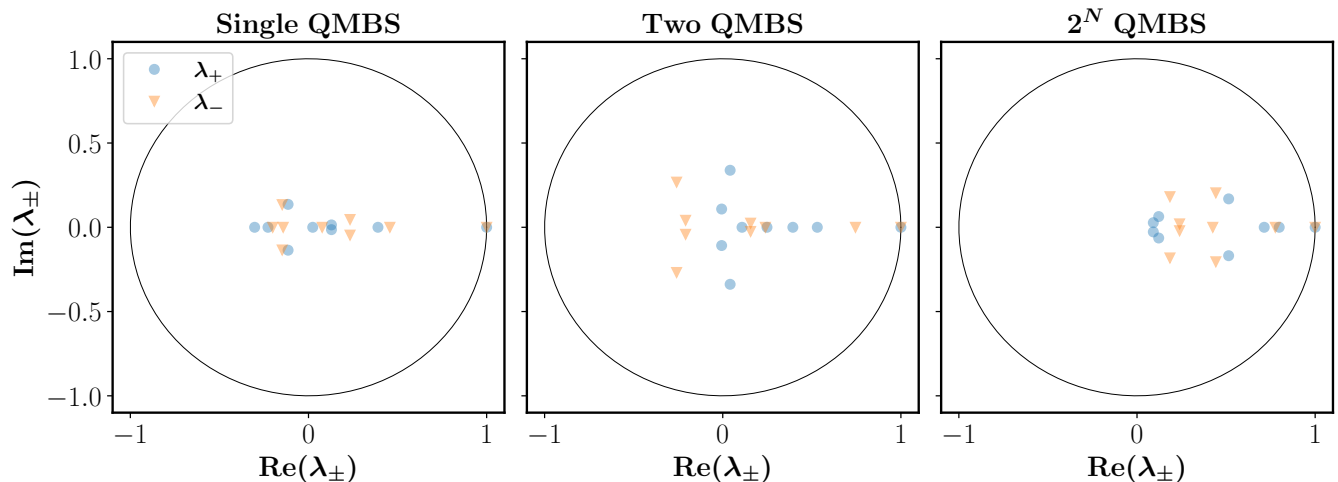 Single QMBS
Two QMBS
2^N QMBS
λ₊
λ₋
1.0
0.5
0.0
−0.5
−1.0
Im(λ±)
−1 0 1
−1 0 1
−1 0 1
Re(λ±)
Re(λ±)
Re(λ±)